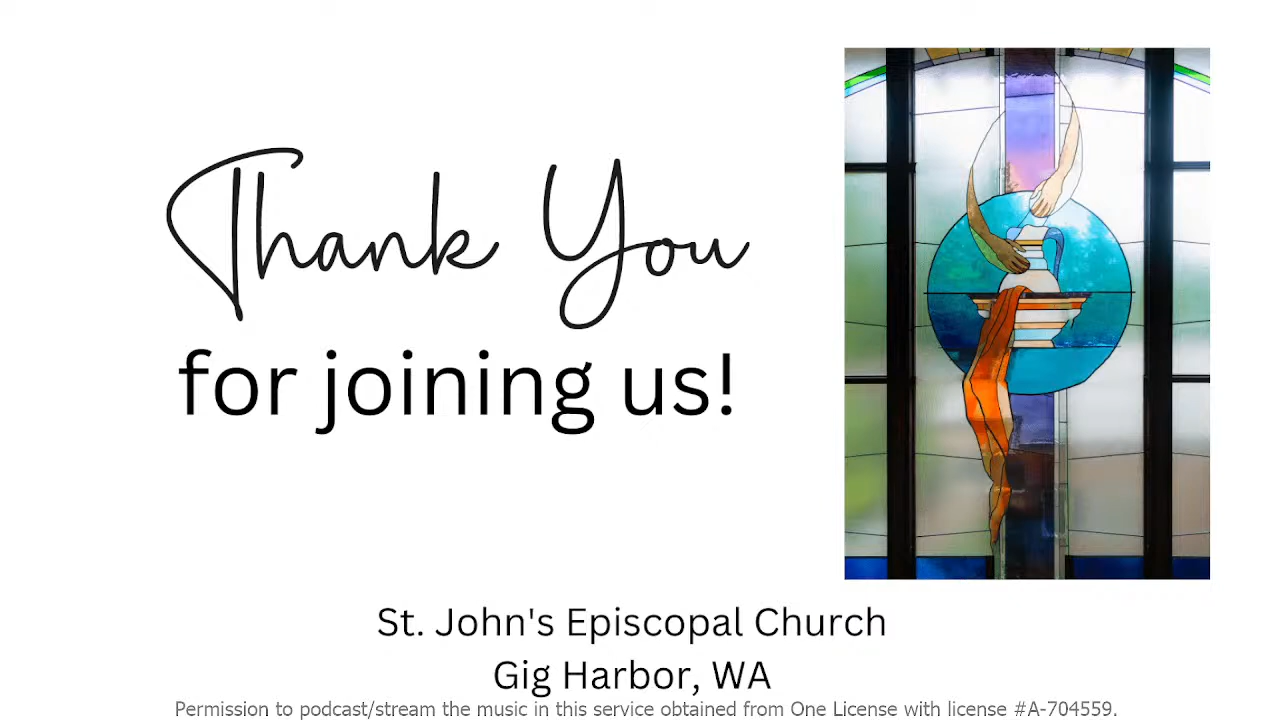 Thank You
for joining us!
St. John's Episcopal Church
Gig Harbor, WA
Permission to podcast/stream the music in this service obtained from One License with license #A-704559.